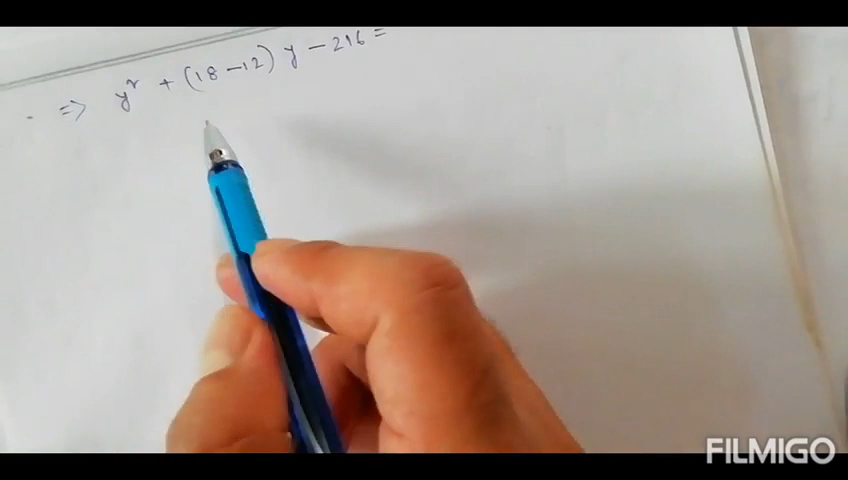 . => y² + (18-12) y - 216 =
FILMIGO